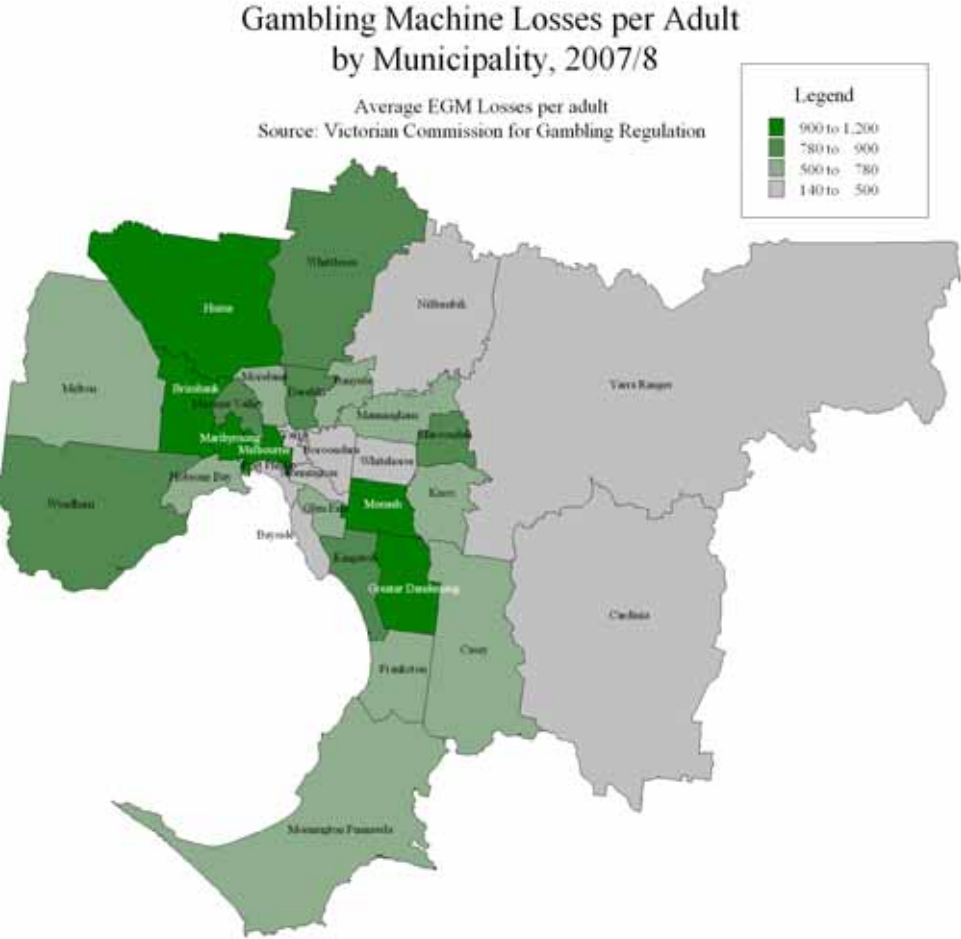 Gambling Machine Losses per Adult
by Municipality, 2007/8
Average EGM Losses per adult
Source: Victorian Commission for Gambling Regulation
Legend
900 to 1,200
780 to 900
500 to 780
140 to 500
Whittlesea
Hume
Nillumbik
Melton
Brimbank
Moreland
Darebin
Banyule
Yarra Ranges
Moonee Valley
Manningham
Maribyrnong
Melbourne
Yarra
Boroondara
Maroondah
Whitehorse
Hobsons Bay
Wyndham
Knox
Monash
Glen Eira
Bayside
Kingston
Greater Dandenong
Cardinia
Casey
Frankston
Mornington Peninsula